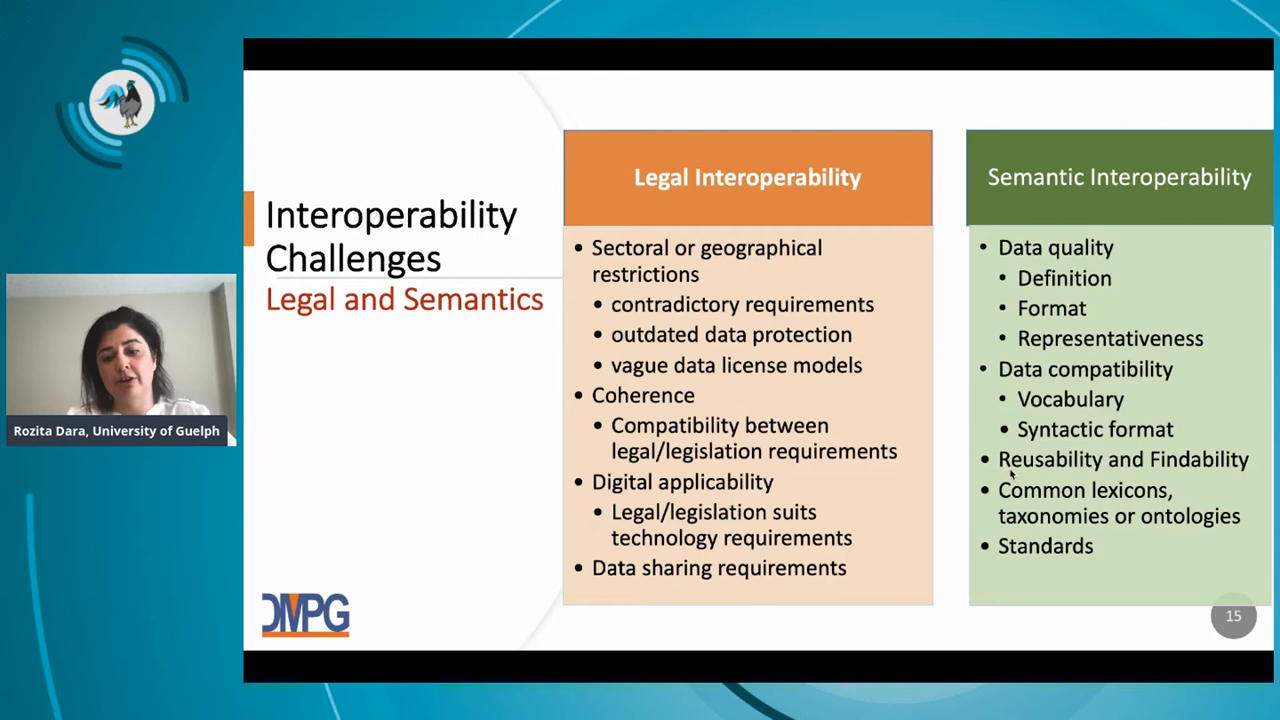 Interoperability
Challenges
Legal and Semantics
Legal Interoperability
• Sectoral or geographical
restrictions
• contradictory requirements
• outdated data protection
• vague data license models
• Coherence
• Compatibility between
legal/legislation requirements
• Digital applicability
• Legal/legislation suits
technology requirements
• Data sharing requirements
Semantic Interoperability
• Data quality
• Definition
• Format
• Representativeness
• Data compatibility
• Vocabulary
• Syntactic format
• Reusability and Findability
• Common lexicons,
taxonomies or ontologies
• Standards
Rozita Dara, University of Guelph
DMPG
15